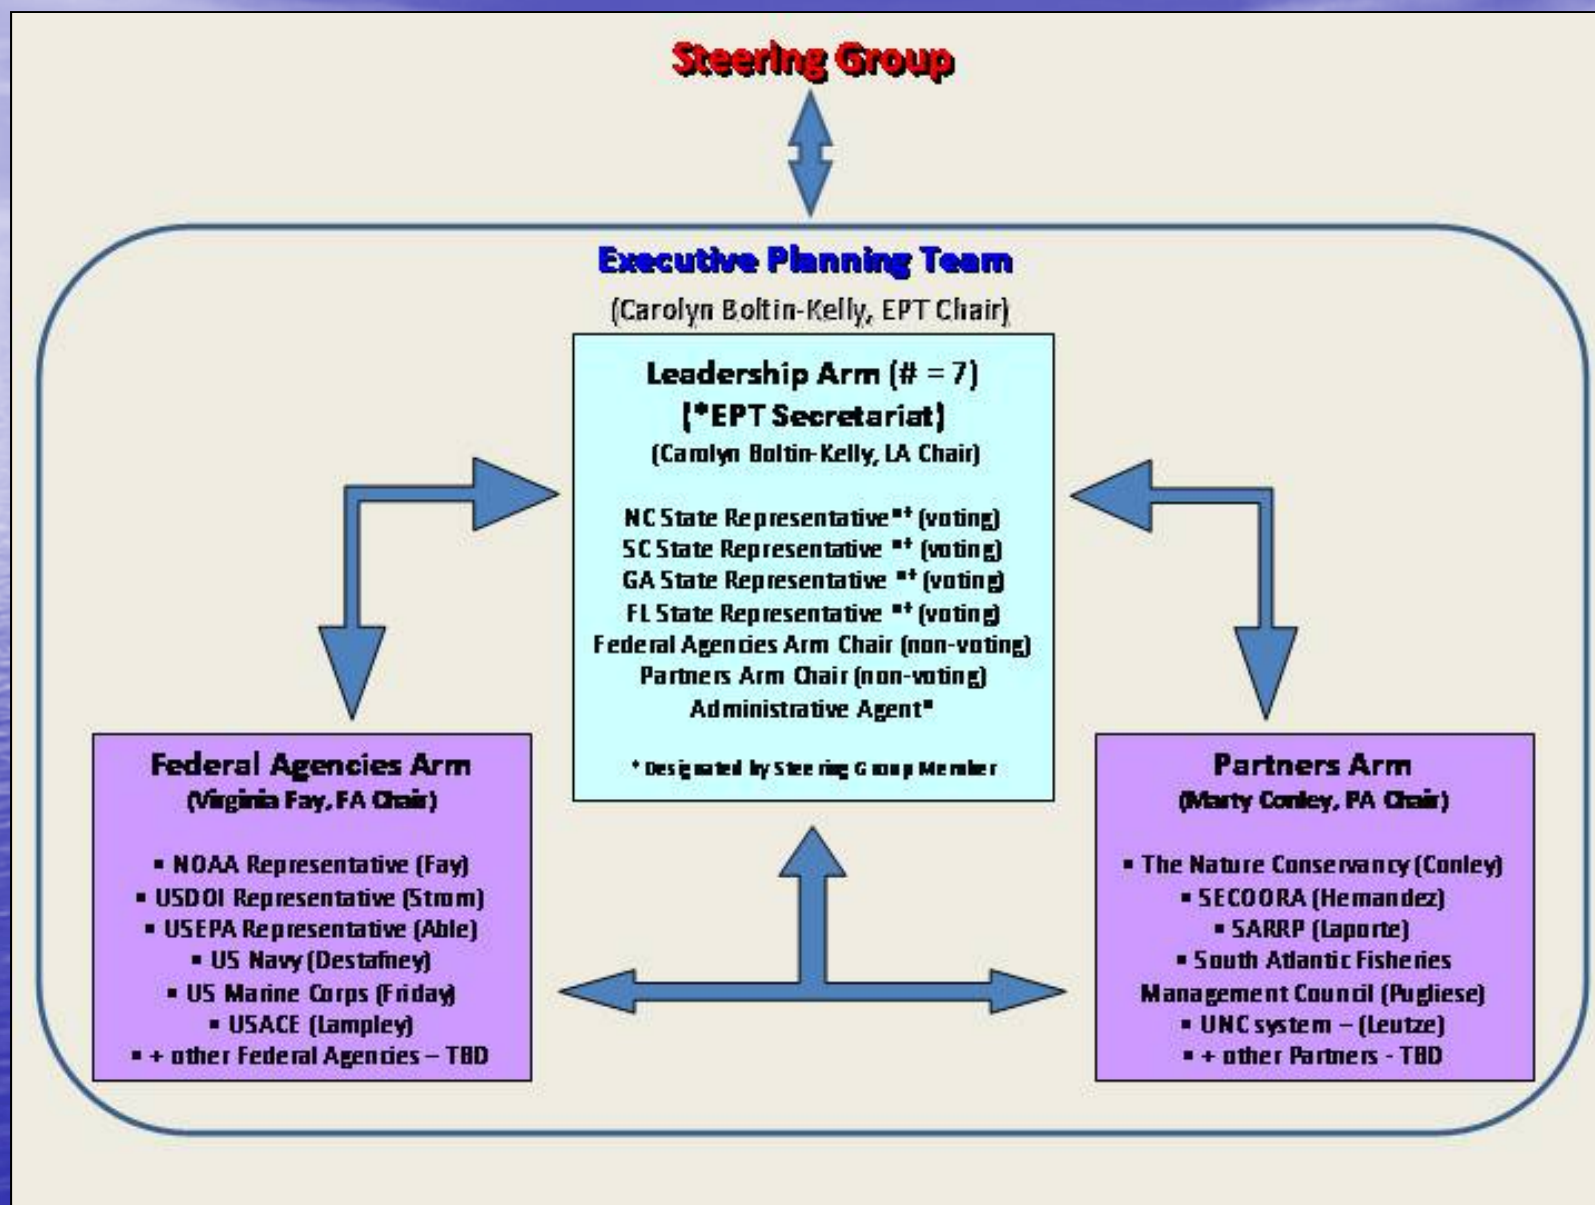 Steering Group
Executive Planning Team
(Carolyn Boltin-Kelly, EPT Chair)
Leadership Arm (# = 7)
(*EPT Secretariat)
(Carolyn Boltin-Kelly, LA Chair)
NC State Representative*⁺ (voting)
SC State Representative *⁺ (voting)
GA State Representative *⁺ (voting)
FL State Representative *⁺ (voting)
Federal Agencies Arm Chair (non-voting)
Partners Arm Chair (non-voting)
Administrative Agent*
⁺ Designated by Steering Group Member
Federal Agencies Arm
(Virginia Fay, FA Chair)
▪ NOAA Representative (Fay)
▪ USDOI Representative (Strom)
▪ USEPA Representative (Able)
▪ US Navy (Destafney)
▪ US Marine Corps (Friday)
▪ USACE (Lampley)
▪ + other Federal Agencies – TBD
Partners Arm
(Marty Conley, PA Chair)
▪ The Nature Conservancy (Conley)
▪ SECOORA (Hernandez)
▪ SARRP (Laporte)
▪ South Atlantic Fisheries
Management Council (Pugliese)
▪ UNC system – (Leutze)
▪ + other Partners - TBD